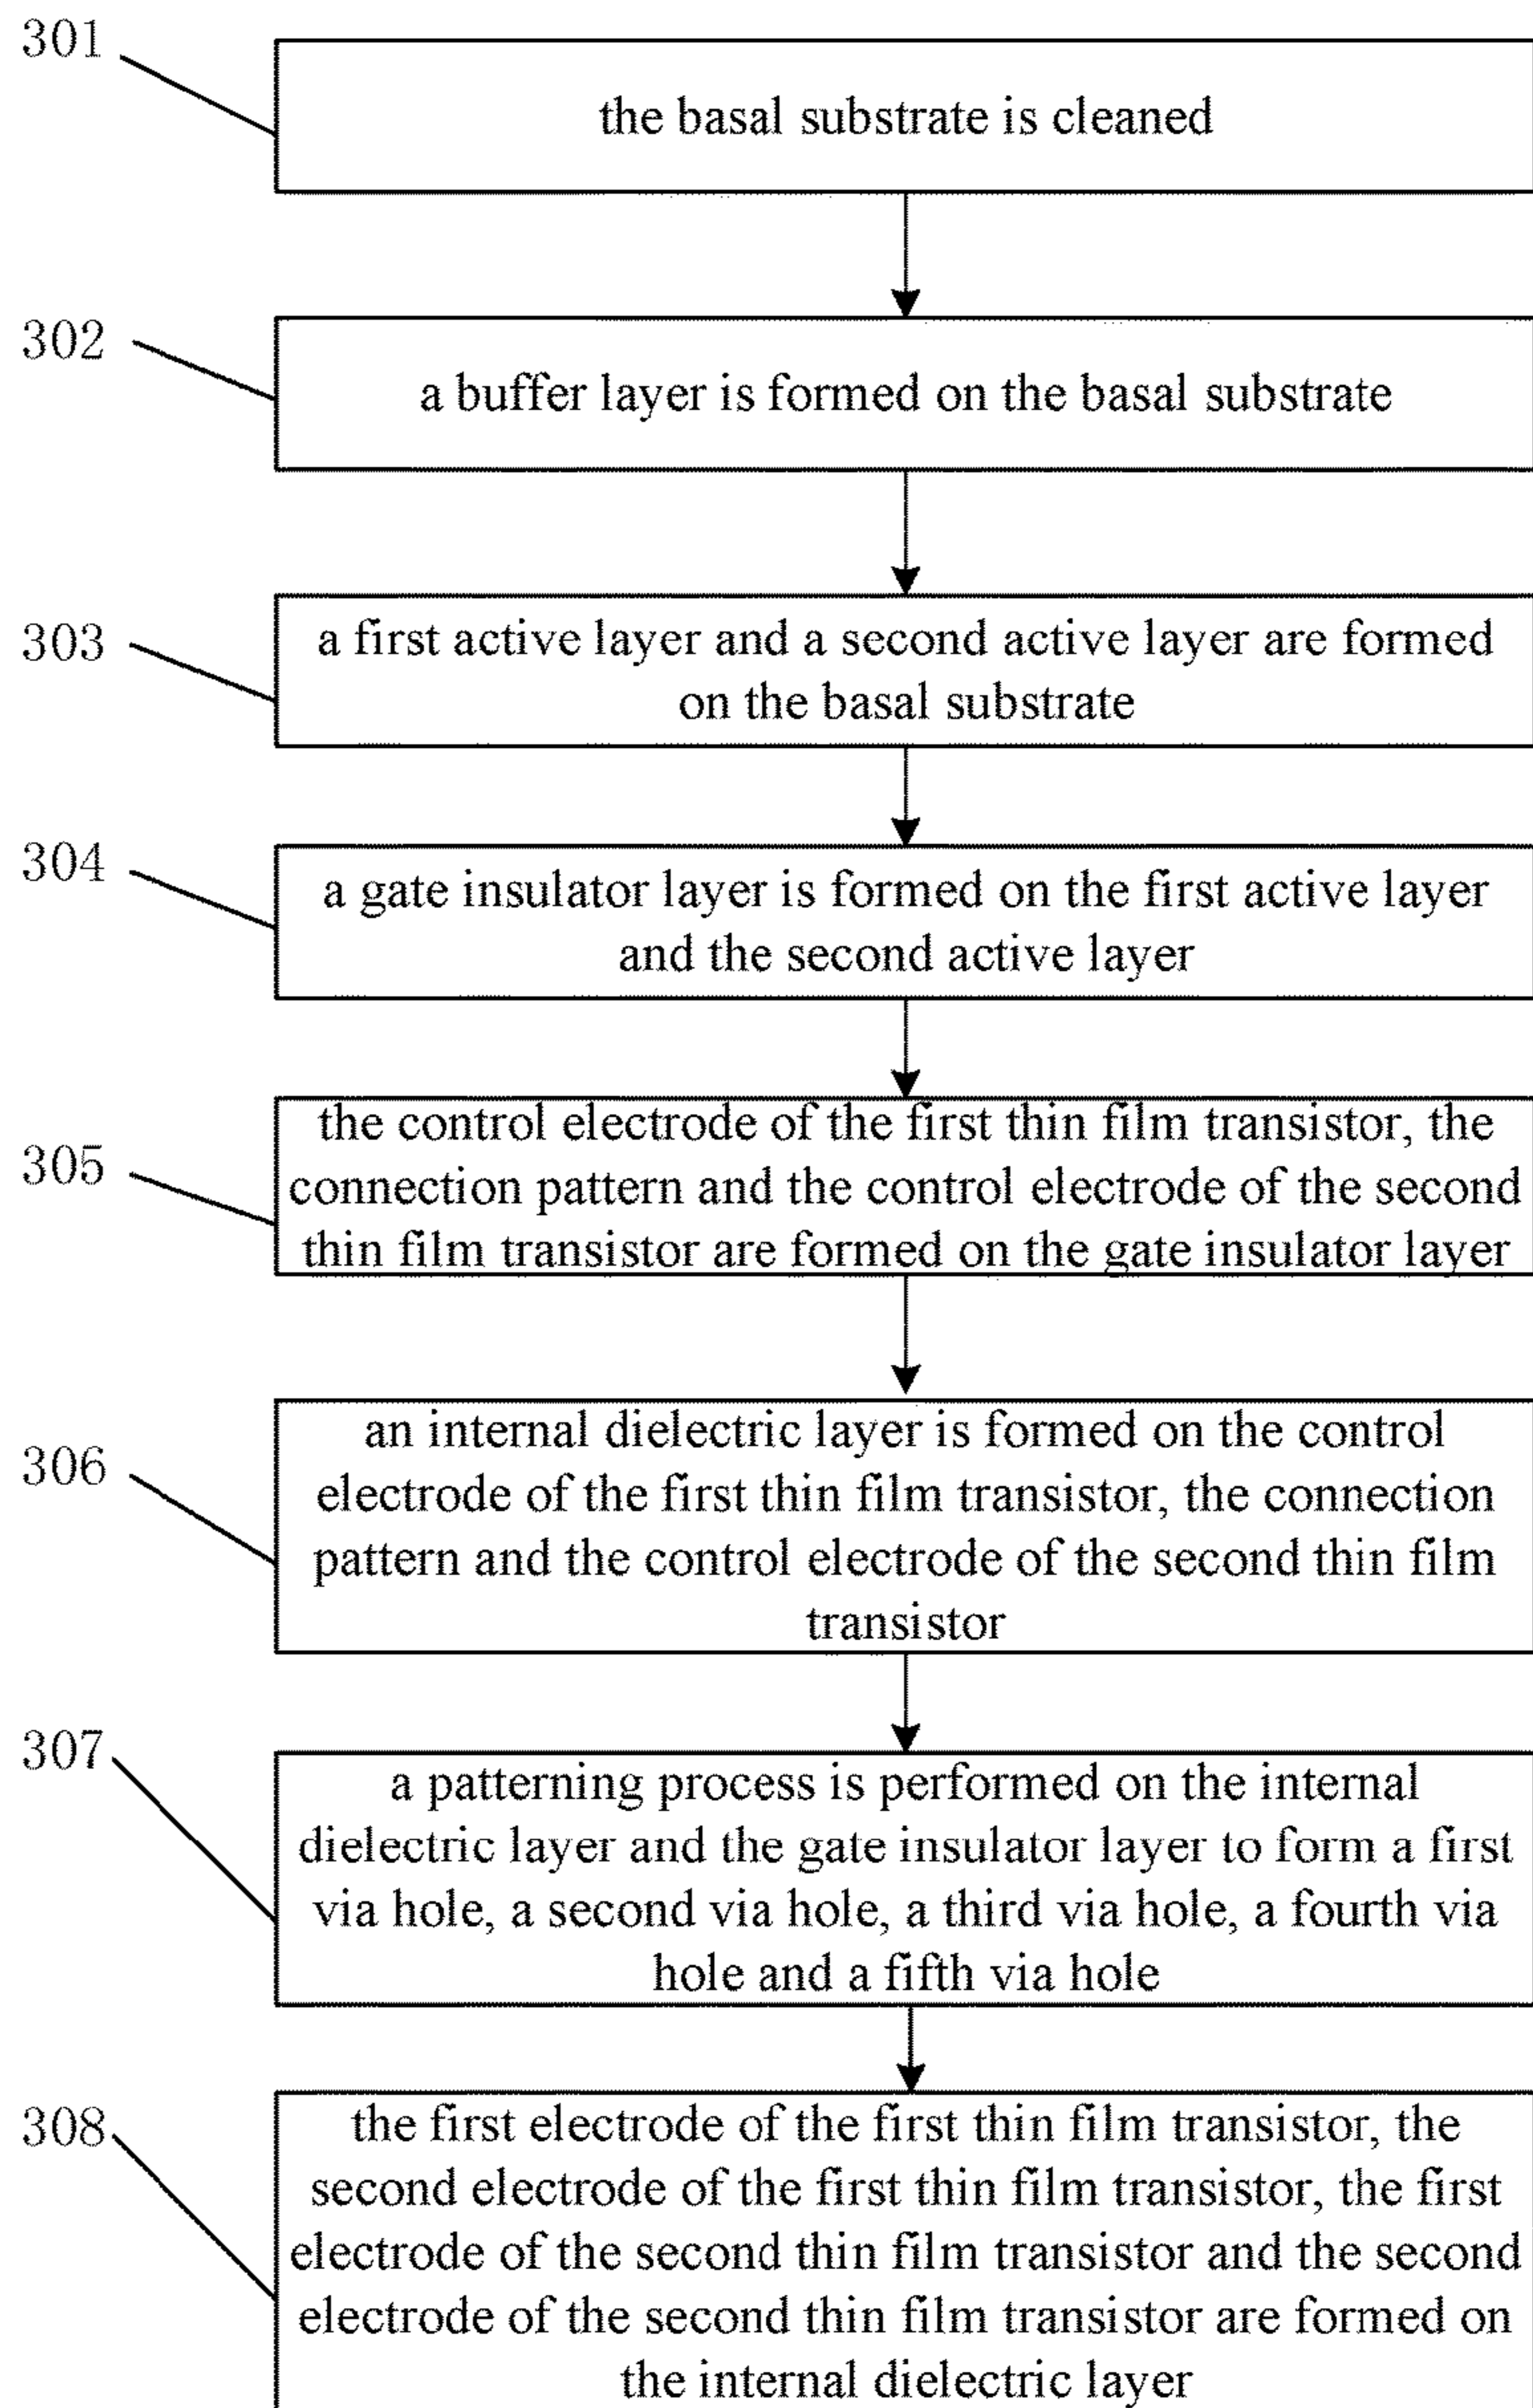 301
the basal substrate is cleaned
302
a buffer layer is formed on the basal substrate
303
a first active layer and a second active layer are formed
on the basal substrate
304
a gate insulator layer is formed on the first active layer
and the second active layer
305
the control electrode of the first thin film transistor, the
connection pattern and the control electrode of the second
thin film transistor are formed on the gate insulator layer
306
an internal dielectric layer is formed on the control
electrode of the first thin film transistor, the connection
pattern and the control electrode of the second thin film
transistor
307
a patterning process is performed on the internal
dielectric layer and the gate insulator layer to form a first
via hole, a second via hole, a third via hole, a fourth via
hole and a fifth via hole
308
the first electrode of the first thin film transistor, the
second electrode of the first thin film transistor, the first
electrode of the second thin film transistor and the second
electrode of the second thin film transistor are formed on
the internal dielectric layer